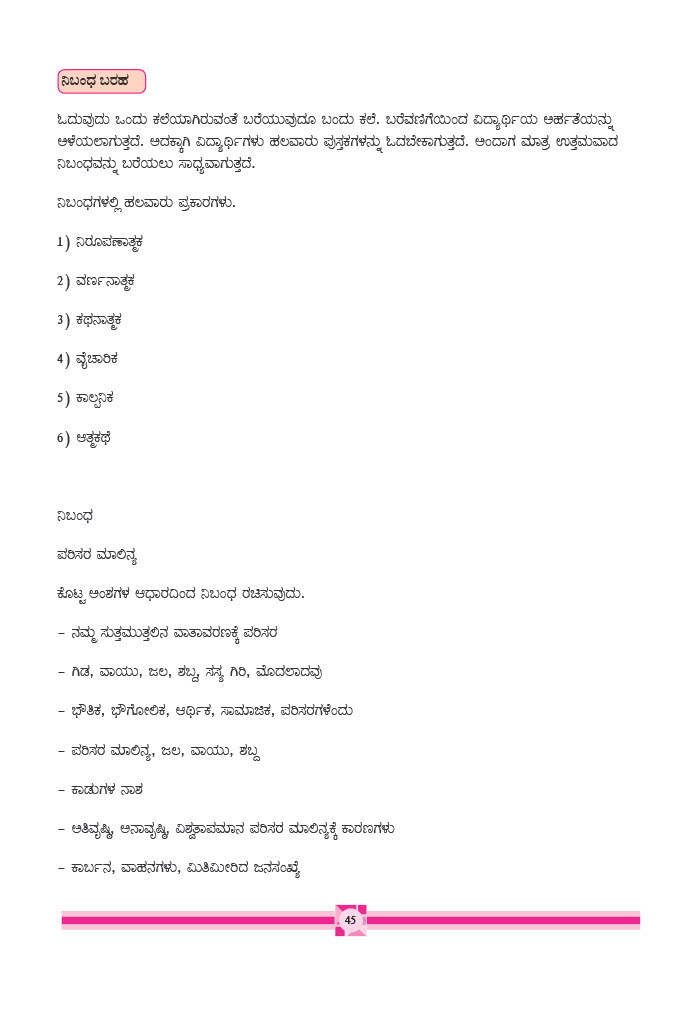 ನಿಬಂಧ ಬರಹ
ಓದುವುದು ಒಂದು ಕಲೆಯಾಗಿರುವಂತೆ ಬರೆಯುವುದೂ ಬಂದು ಕಲೆ. ಬರೆವಣಿಗೆಯಿಂದ ವಿದ್ಯಾರ್ಥಿಯ ಅರ್ಹತೆಯನ್ನು
ಅಳೆಯಲಾಗುತ್ತದೆ. ಅದಕ್ಕಾಗಿ ವಿದ್ಯಾರ್ಥಿಗಳು ಹಲವಾರು ಪುಸ್ತಕಗಳನ್ನು ಓದಬೇಕಾಗುತ್ತದೆ. ಅಂದಾಗ ಮಾತ್ರ ಉತ್ತಮವಾದ
ನಿಬಂಧವನ್ನು ಬರೆಯಲು ಸಾಧ್ಯವಾಗುತ್ತದೆ.
ನಿಬಂಧಗಳಲ್ಲಿ ಹಲವಾರು ಪ್ರಕಾರಗಳು.
1) ನಿರೂಪಣಾತ್ಮಕ
2) ವರ್ಣನಾತ್ಮಕ
3) ಕಥನಾತ್ಮಕ
4) ವೈಚಾರಿಕ
5) ಕಾಲ್ಪನಿಕ
6) ಆತ್ಮಕಥೆ
ನಿಬಂಧ
ಪರಿಸರ ಮಾಲಿನ್ಯ
ಕೊಟ್ಟ ಅಂಶಗಳ ಆಧಾರದಿಂದ ನಿಬಂಧ ರಚಿಸುವುದು.
– ನಮ್ಮ ಸುತ್ತಮುತ್ತಲಿನ ವಾತಾವರಣಕ್ಕೆ ಪರಿಸರ
– ಗಿಡ, ವಾಯು, ಜಲ, ಶಬ್ದ, ಸಸ್ಯ ಗಿರಿ, ಮೊದಲಾದವು
– ಭೌತಿಕ, ಭೌಗೋಲಿಕ, ಆರ್ಥಿಕ, ಸಾಮಾಜಿಕ, ಪರಿಸರಗಳೆಂದು
– ಪರಿಸರ ಮಾಲಿನ್ಯ, ಜಲ, ವಾಯು, ಶಬ್ದ
– ಕಾಡುಗಳ ನಾಶ
– ಅತಿವೃಷ್ಠಿ, ಅನಾವೃಷ್ಠಿ, ವಿಶ್ವತಾಪಮಾನ ಪರಿಸರ ಮಾಲಿನ್ಯಕ್ಕೆ ಕಾರಣಗಳು
– ಕಾರ್ಬನ, ವಾಹನಗಳು, ಮಿತಿಮೀರಿದ ಜನಸಂಖ್ಯೆ
45